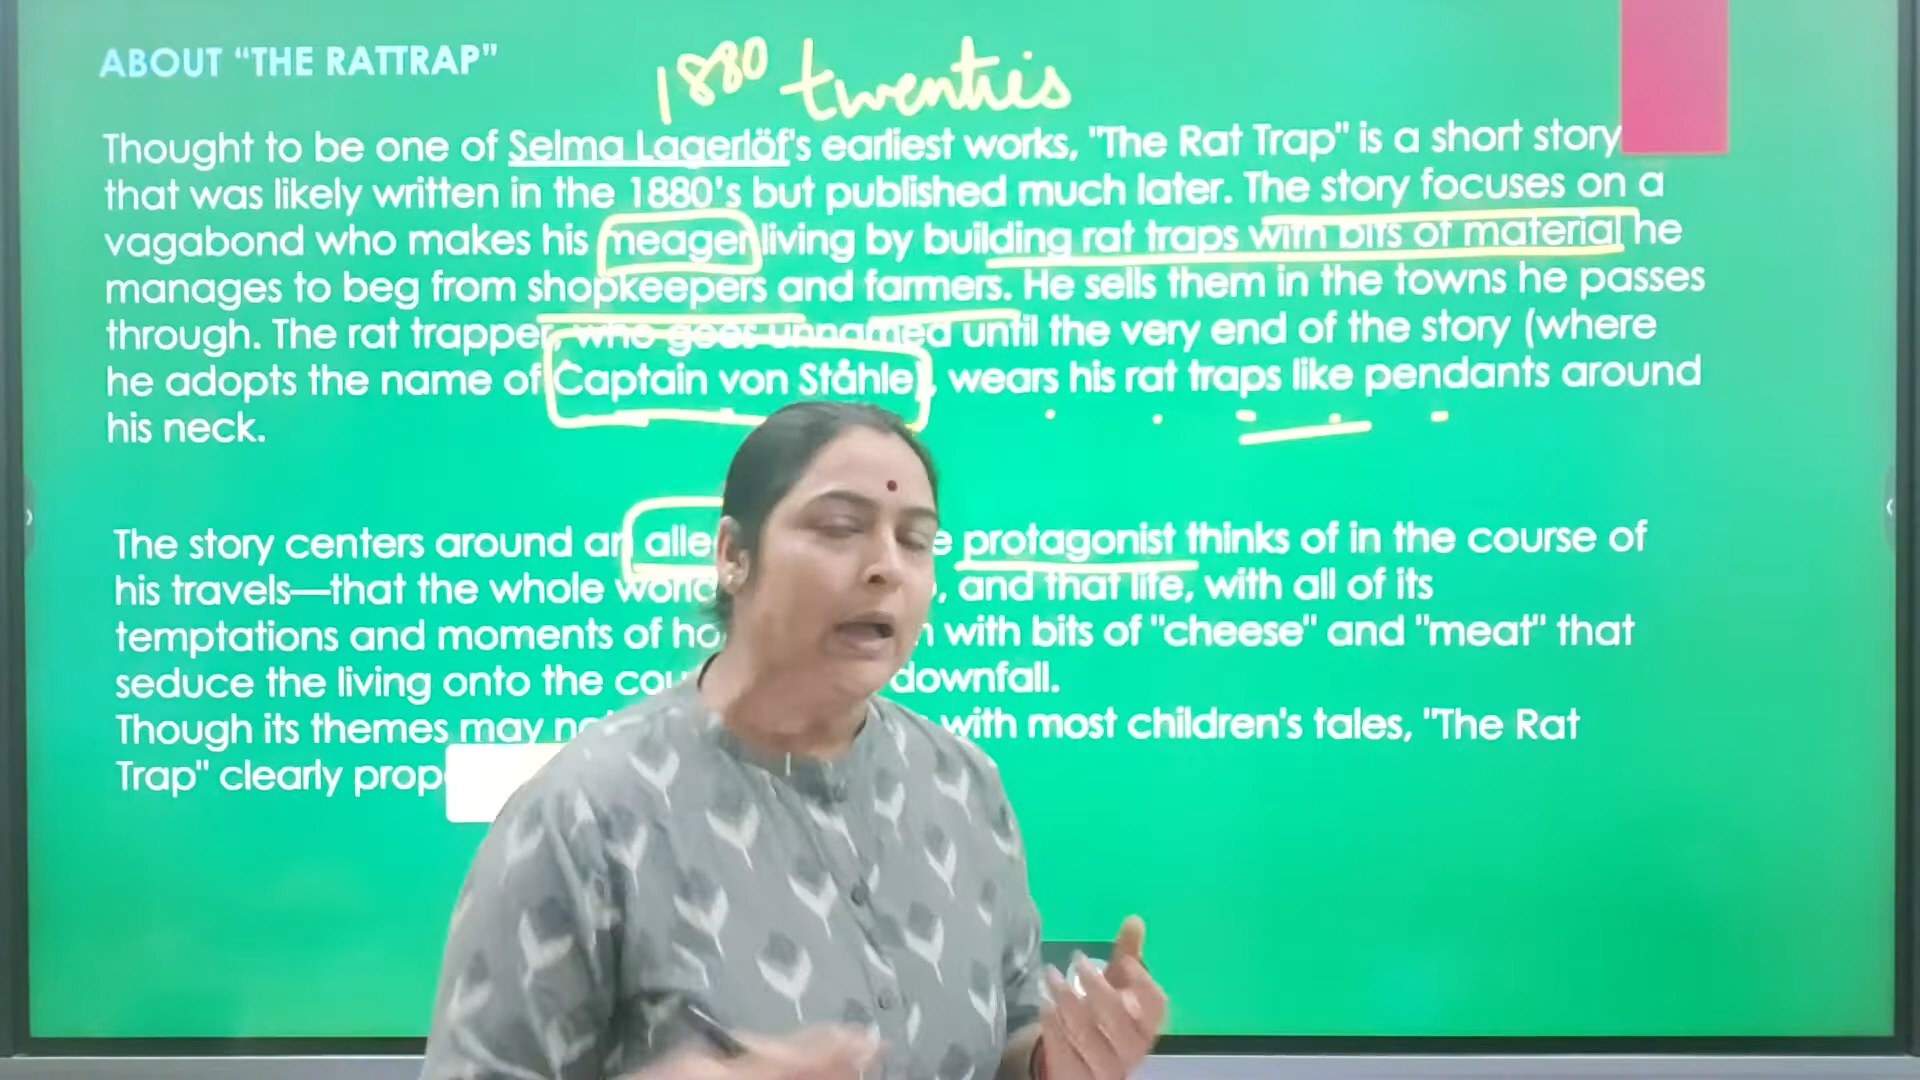 ABOUT “THE RATTRAP”
1880 twenties
Thought to be one of Selma Lagerlöf's earliest works, "The Rat Trap" is a short story
that was likely written in the 1880's but published much later. The story focuses on a
vagabond who makes his meager living by building rat traps with bits of material he
manages to beg from shopkeepers and farmers. He sells them in the towns he passes
through. The rat trapper, who goes unnamed until the very end of the story (where
he adopts the name of Captain von Ståhle), wears his rat traps like pendants around
his neck.
The story centers around an protagonist thinks of in the course of
his travels—that the whole , and that life, with all of its
temptations and moments of with bits of "cheese" and "meat" that
seduce the living onto the downfall.
Though its themes may with most children's tales, "The Rat
Trap" clearly